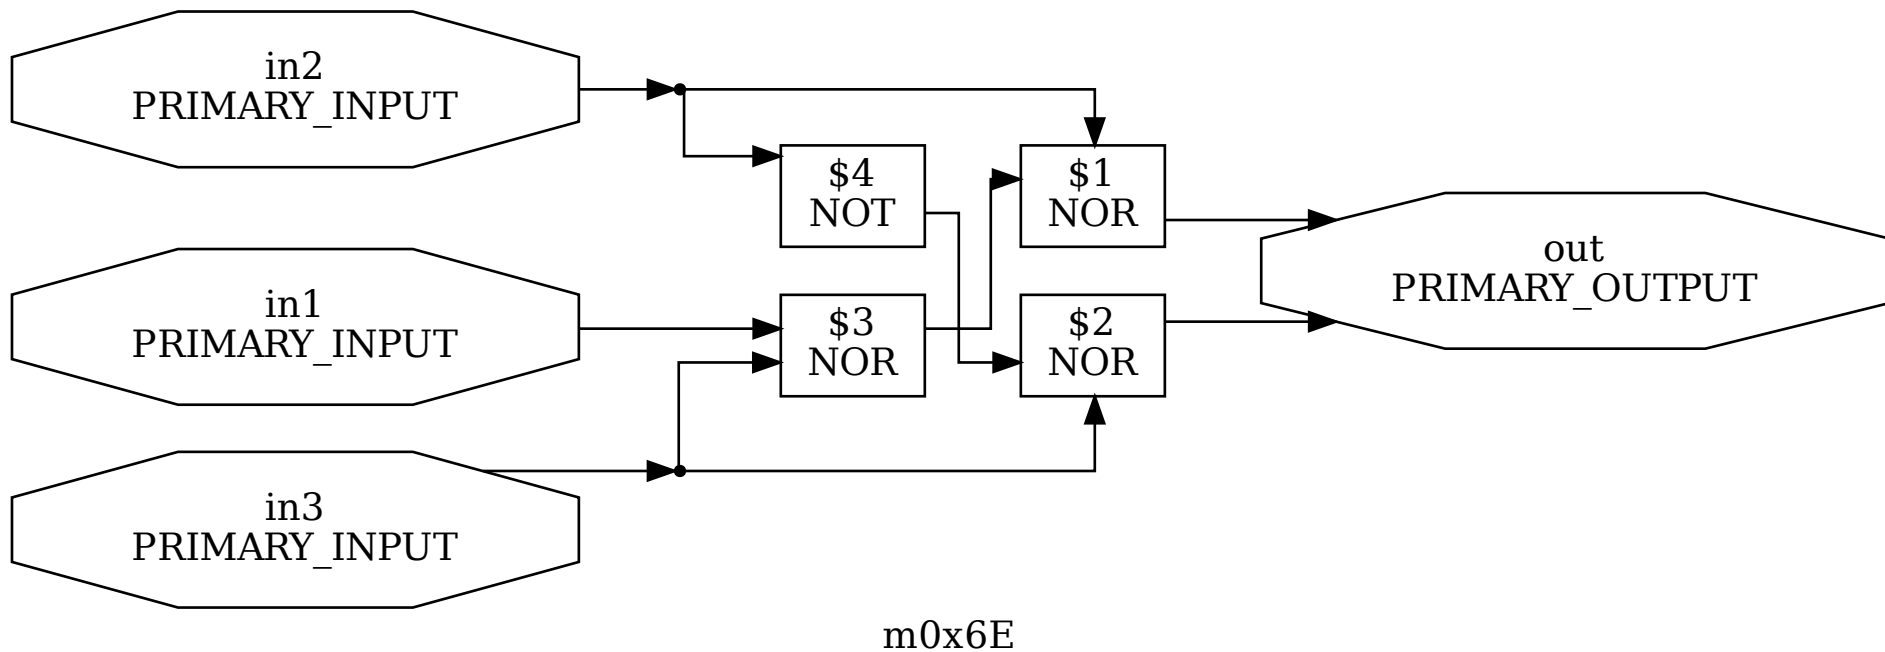 in2
PRIMARY_INPUT
$4
NOT
$1
NOR
out
PRIMARY_OUTPUT
in1
PRIMARY_INPUT
$3
NOR
$2
NOR
in3
PRIMARY_INPUT
m0x6E